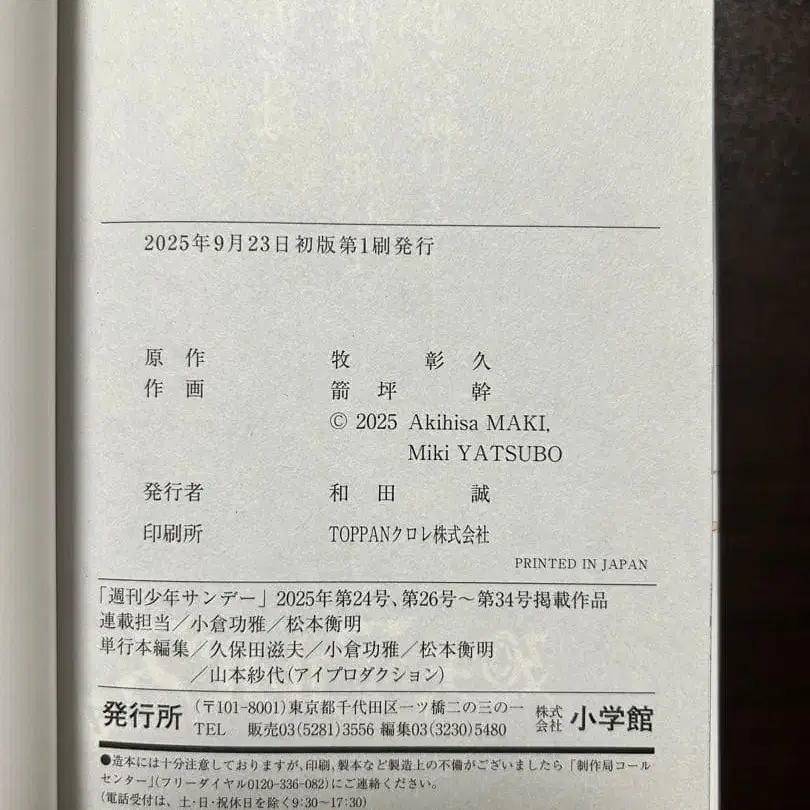 2025年9月23日初版第1刷発行
原作 牧 彰久
作画 箭坪 幹
© 2025 Akihisa MAKI,
Miki YATSUBO
発行者 和田 誠
印刷所 TOPPANクロレ株式会社
PRINTED IN JAPAN
「週刊少年サンデー」2025年第24号、第26号～第34号掲載作品
連載担当／小倉功雅／松本衡明
単行本編集／久保田滋夫／小倉功雅／松本衡明
／山本紗代(アイプロダクション)
発行所 (〒101-8001)東京都千代田区一ツ橋二の三の一 株式会社 小学館
TEL 販売03(5281)3556 編集03(3230)5480
●造本には十分注意しておりますが、印刷、製本など製造上の不備がございましたら「制作局コール
センター」(フリーダイヤル0120-336-082)にご連絡ください。
(電話受付は、土・日・祝休日を除く9:30～17:30)